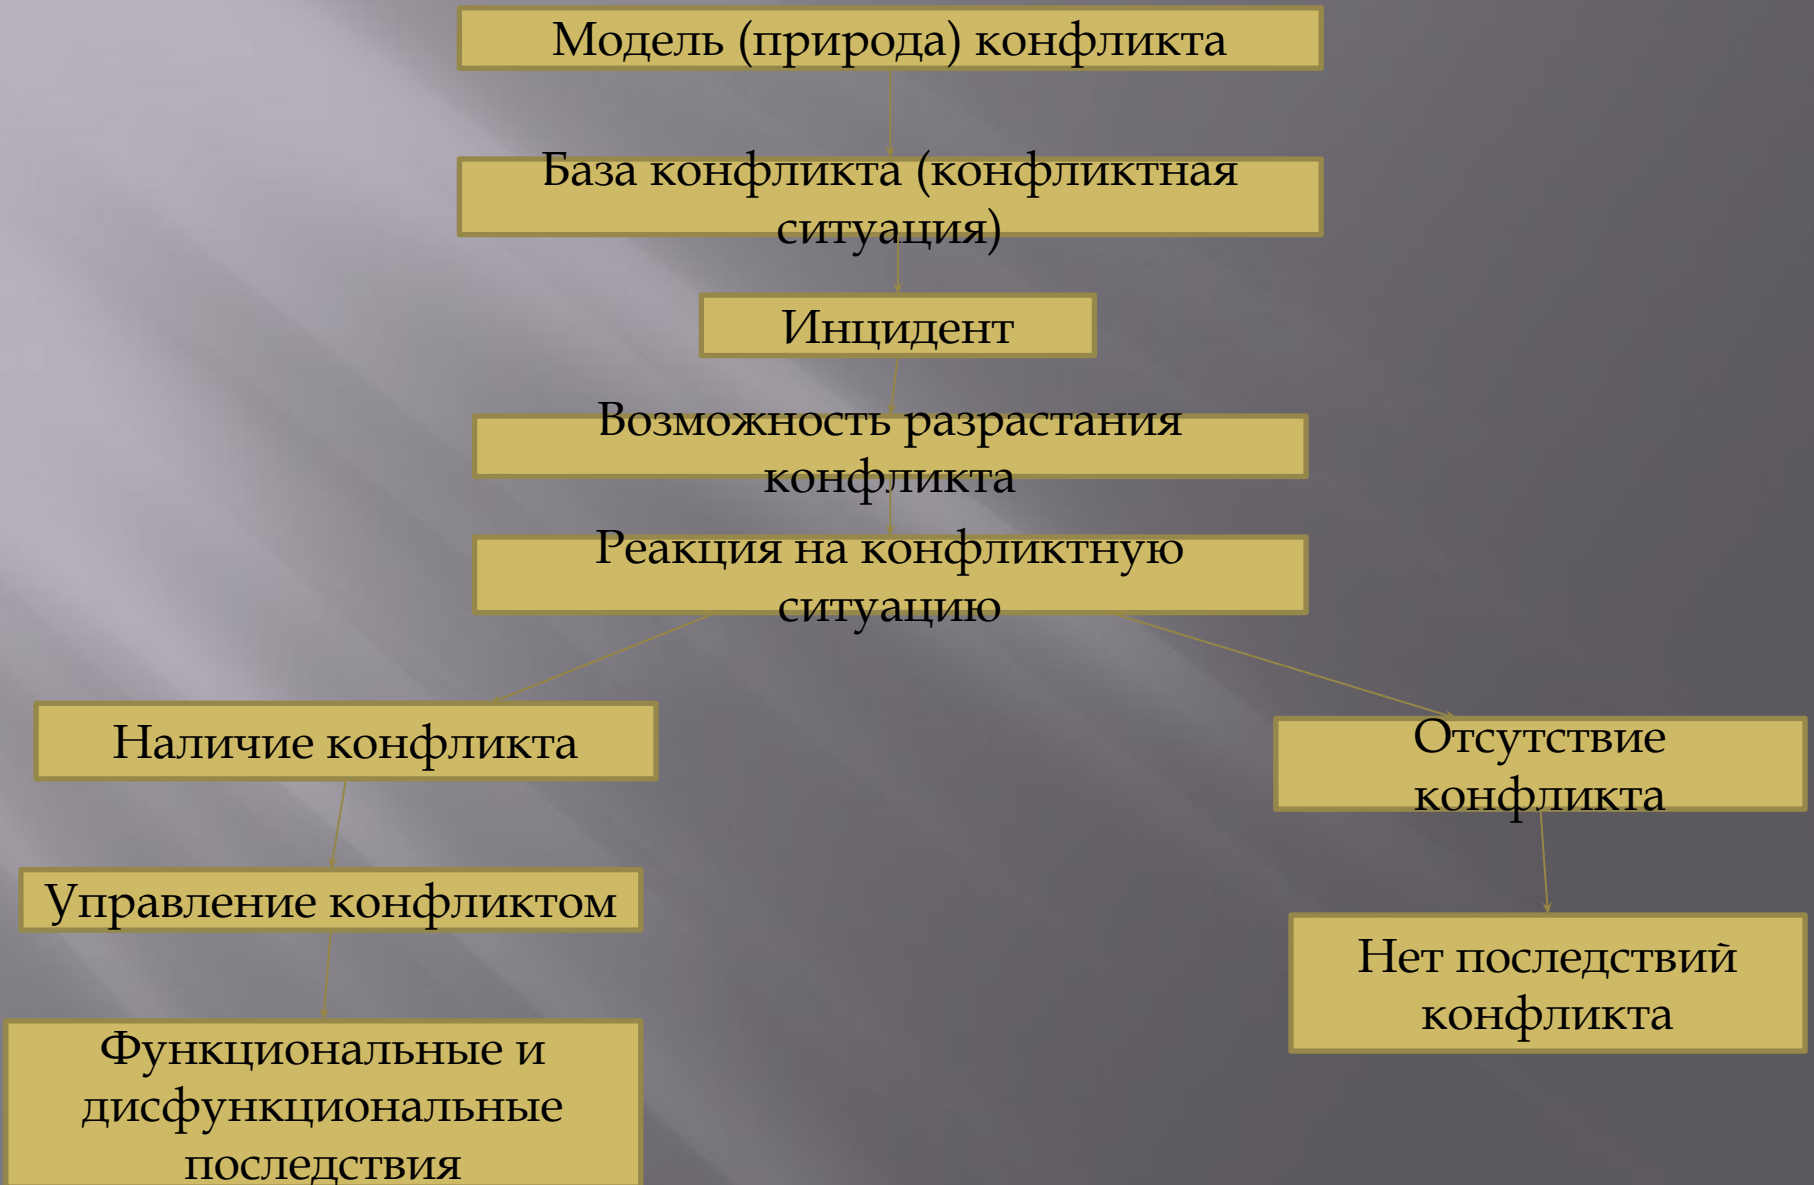 Модель (природа) конфликта
База конфликта (конфликтная
ситуация)
Инцидент
Возможность разрастания
конфликта
Реакция на конфликтную
ситуацию
Наличие конфликта
Отсутствие
конфликта
Управление конфликтом
Нет последствий
конфликта
Функциональные и
дисфункциональные
последствия